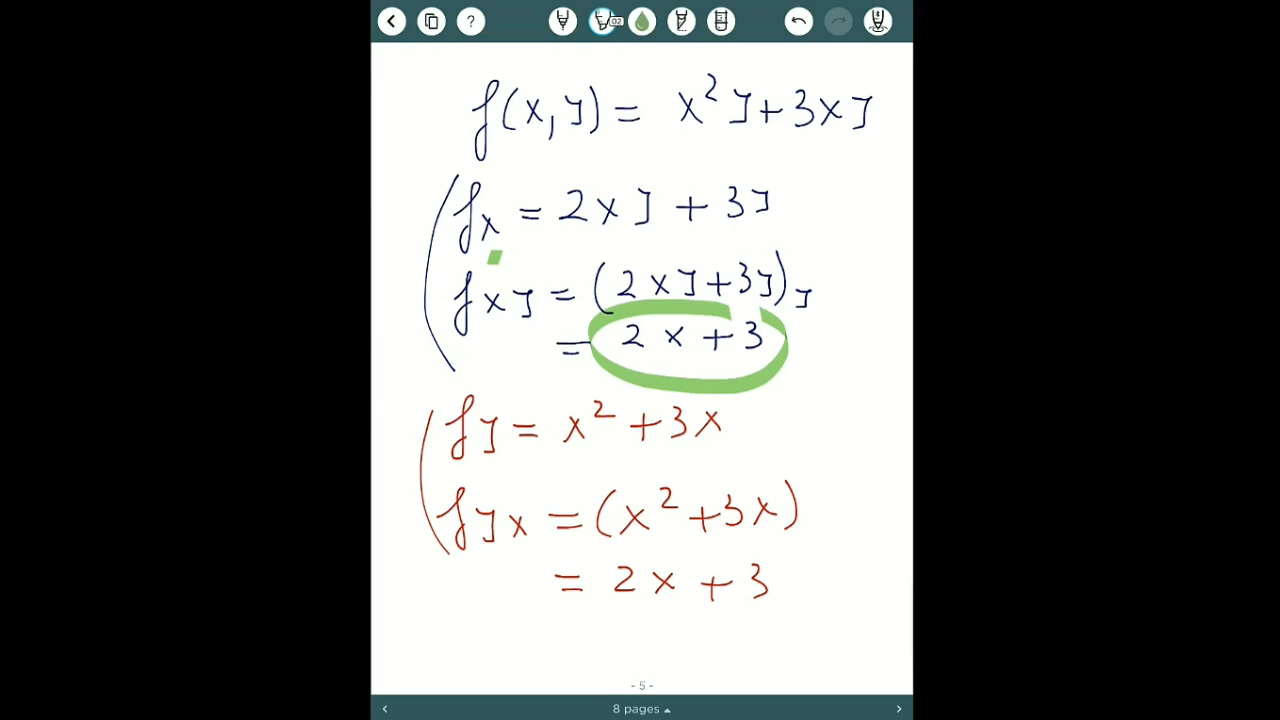 02
f(x,y) = x²y+3xy
fx = 2xy + 3y
fxy = (2xy+3y)y
= 2x+3
fy = x²+3x
fyx = (x²+3x)
= 2x+3
- 5 -
8 pages